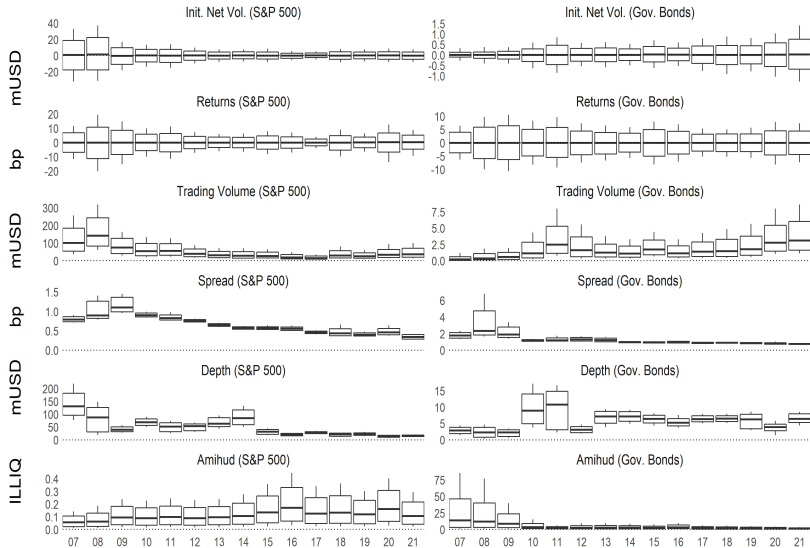 Init. Net Vol. (S&P 500)
mUSD
40
20
0
-20
Init. Net Vol. (Gov. Bonds)
1.5
1.0
0.5
0.0
-0.5
-1.0
Returns (S&P 500)
bp
20
10
0
-10
-20
Returns (Gov. Bonds)
10
5
0
-5
-10
Trading Volume (S&P 500)
mUSD
300
200
100
0
Trading Volume (Gov. Bonds)
7.5
5.0
2.5
0.0
Spread (S&P 500)
bp
1.5
1.0
0.5
0.0
Spread (Gov. Bonds)
6
4
2
0
Depth (S&P 500)
mUSD
200
150
100
50
0
Depth (Gov. Bonds)
15
10
5
0
Amihud (S&P 500)
ILLIQ
0.4
0.3
0.2
0.1
0.0
07 08 09 10 11 12 13 14 15 16 17 18 19 20 21
Amihud (Gov. Bonds)
75
50
25
0
07 08 09 10 11 12 13 14 15 16 17 18 19 20 21